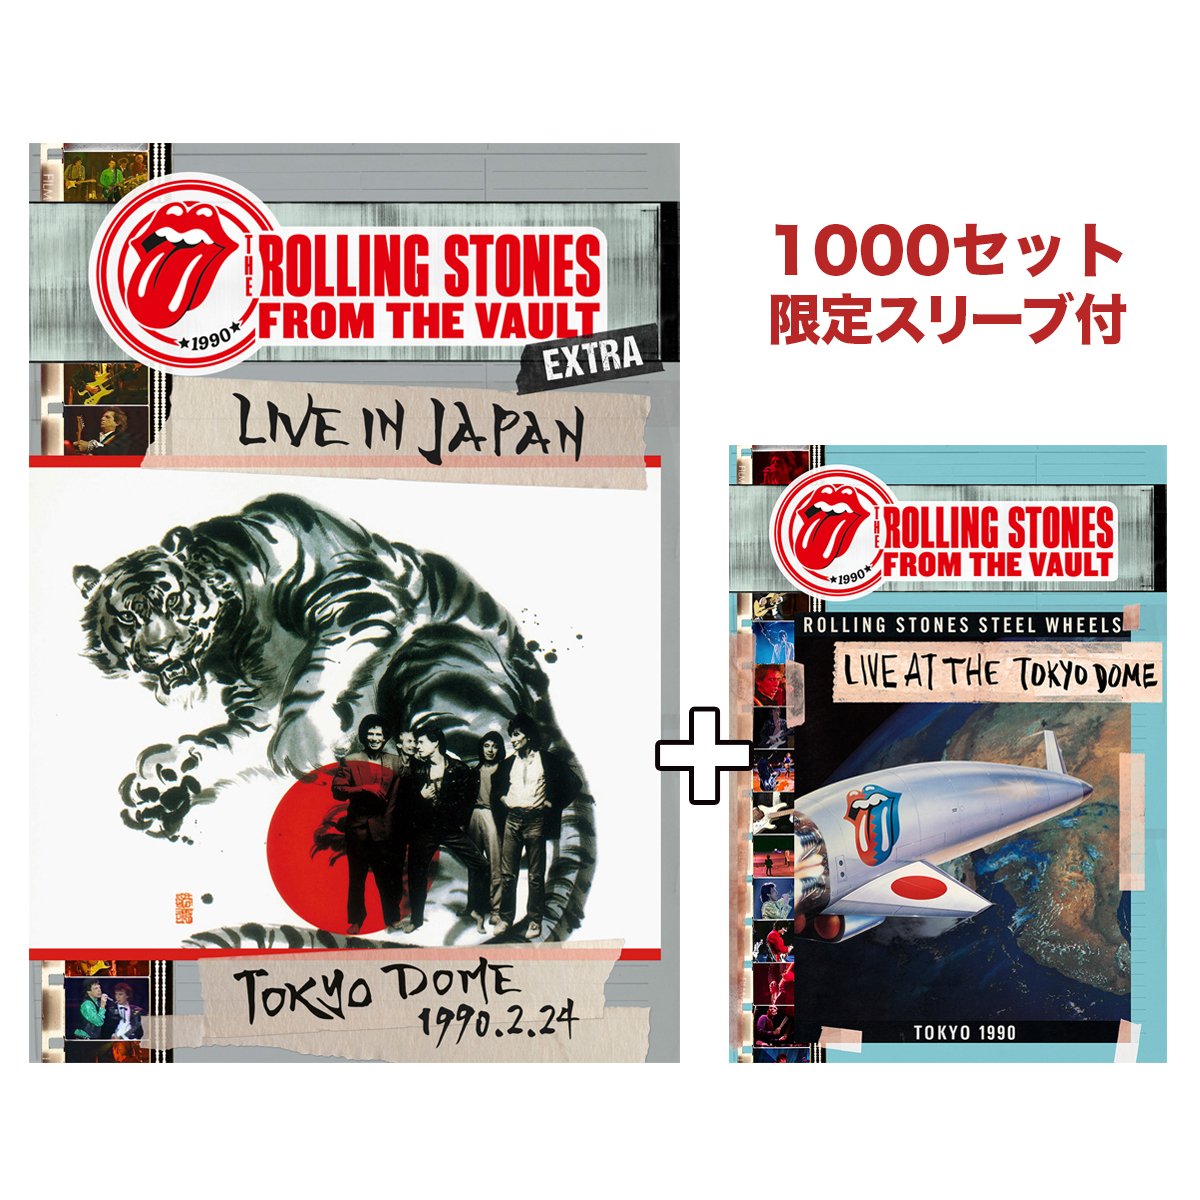 THE
ROLLING STONES
FROM THE VAULT
★1990★
EXTRA
LIVE IN JAPAN
TOKYO DOME
1990.2.24
1000セット
限定スリーブ付
THE
ROLLING STONES
FROM THE VAULT
★1990★
ROLLING STONES STEEL WHEELS
LIVE AT THE TOKYO DOME
TOKYO 1990
FILM